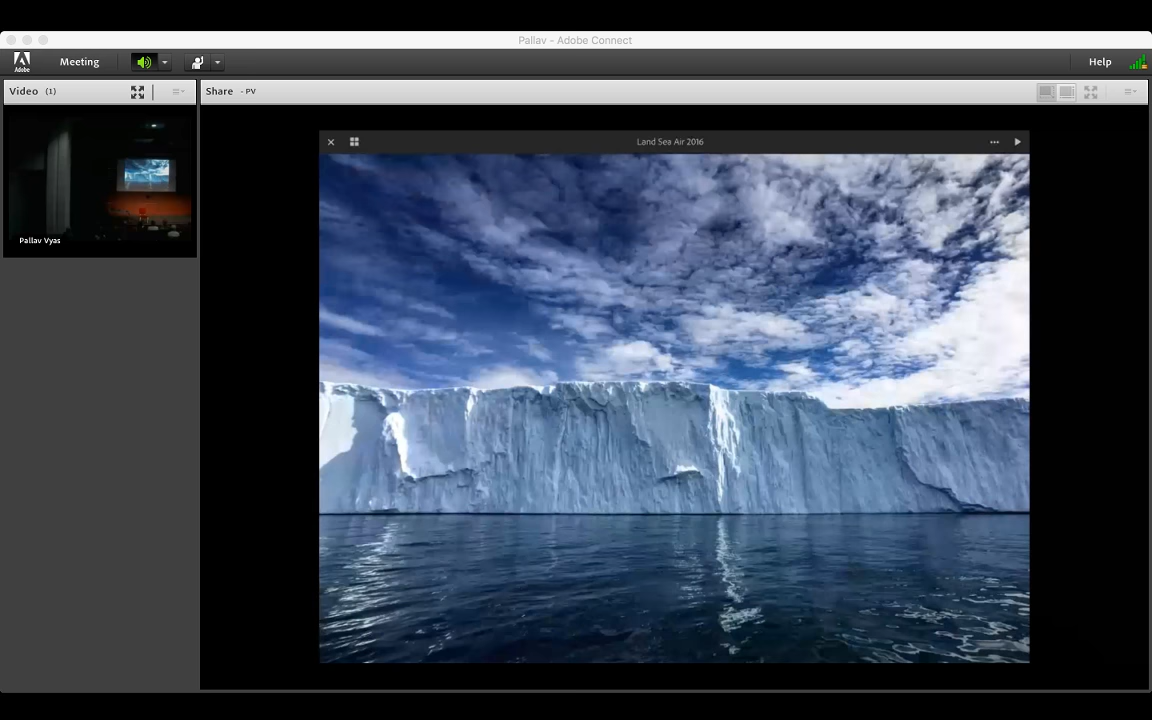 Pallav - Adobe Connect
Adobe
Meeting
Help
Video (1)
Share - PV
Land Sea Air 2016
Pallav Vyas